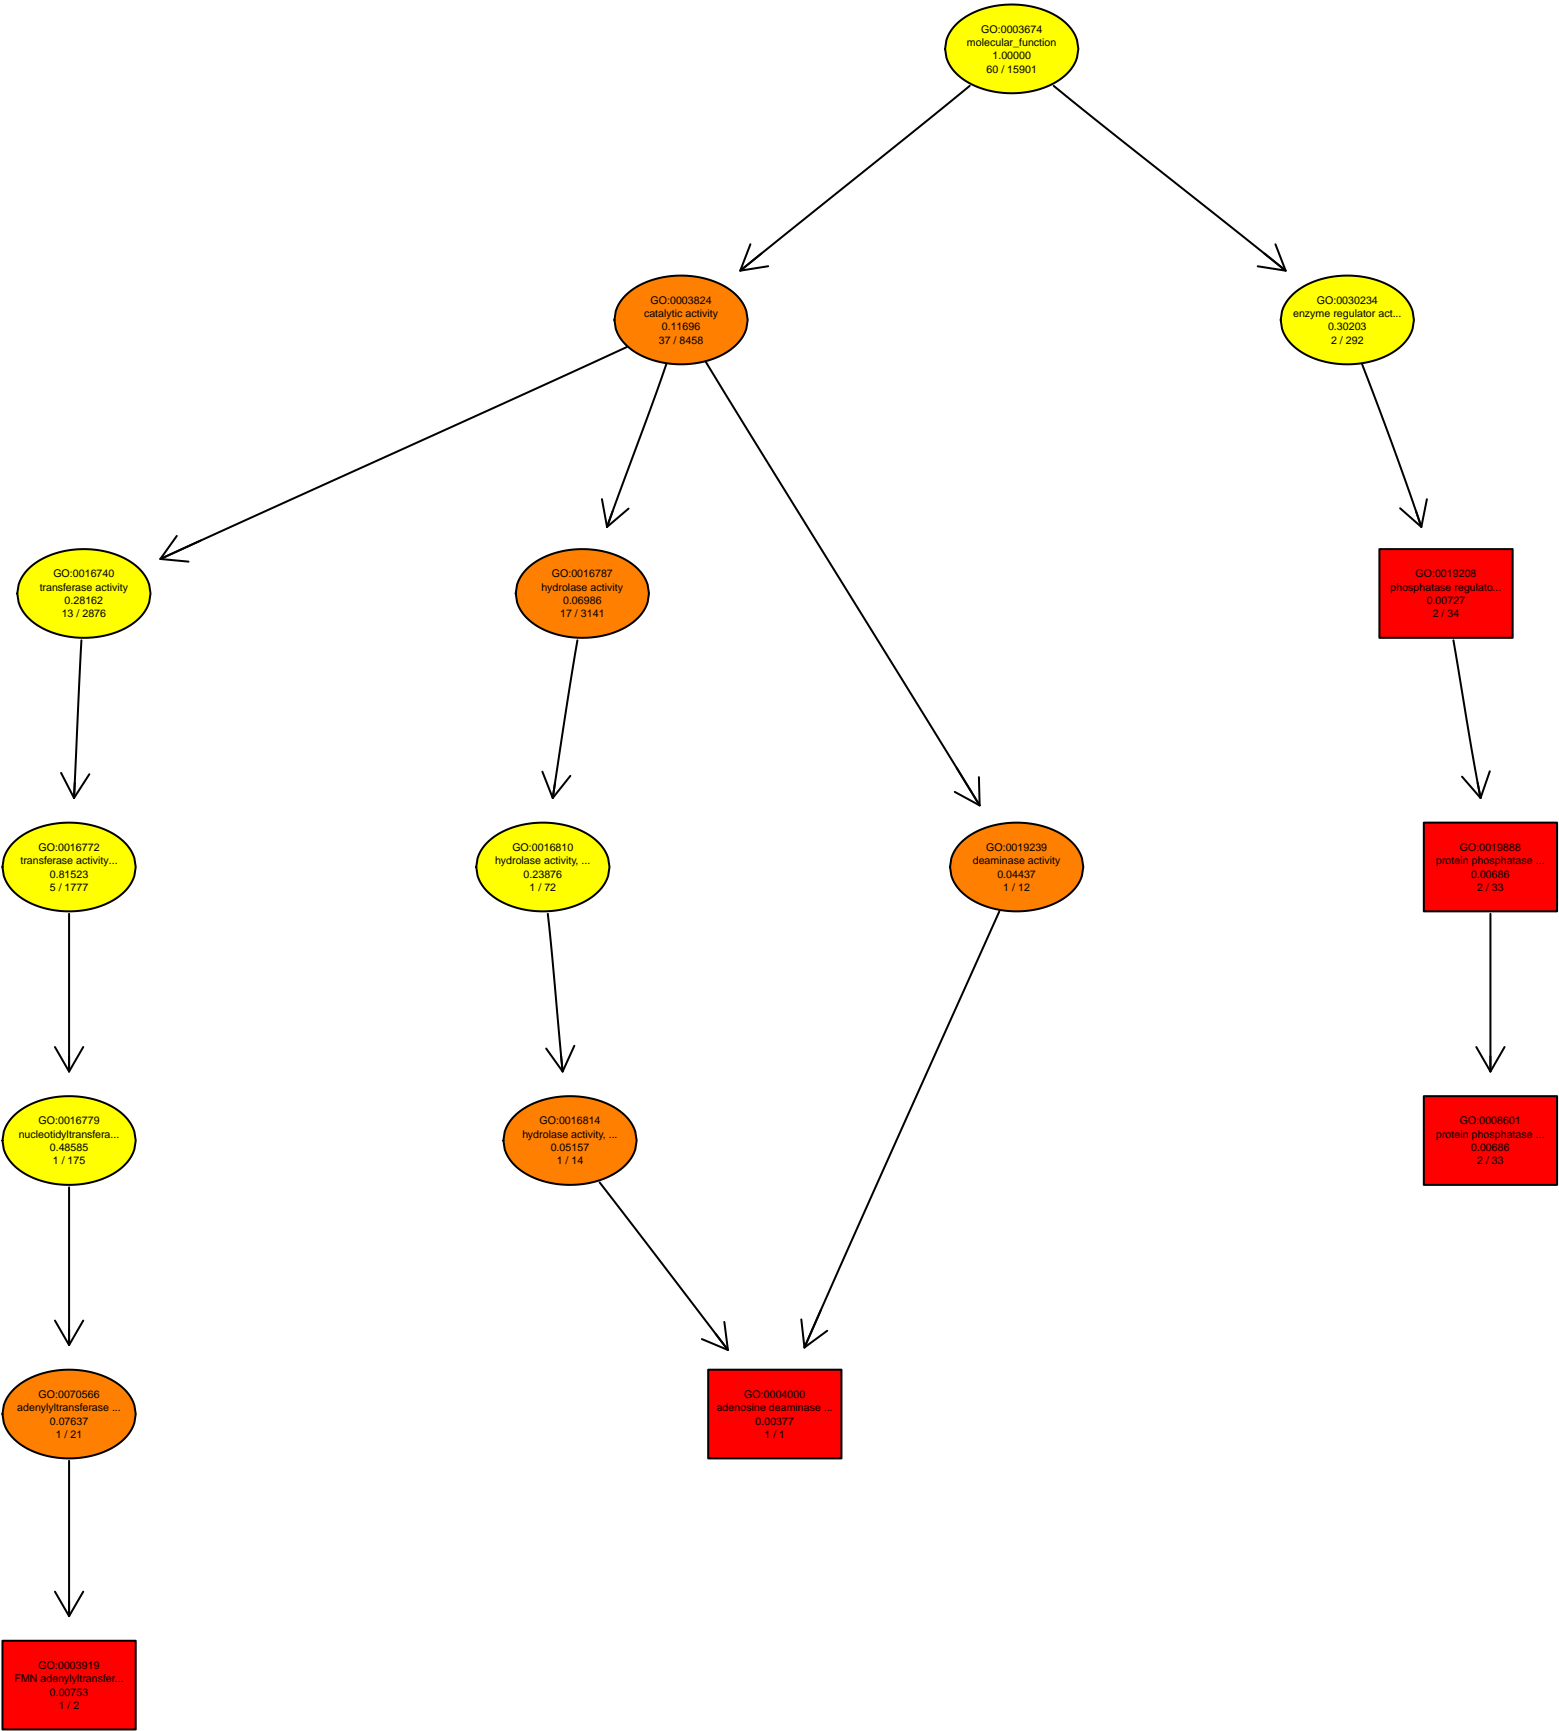 GO:0003674
molecular_function
1.00000
60 / 15901
GO:0003824
catalytic activity
0.11696
37 / 8458
GO:0030234
enzyme regulator act...
0.30203
2 / 292
GO:0016740
transferase activity
0.28162
13 / 2876
GO:0016787
hydrolase activity
0.06986
17 / 3141
GO:0019208
phosphatase regulato...
0.00727
2 / 34
GO:0016772
transferase activity...
0.81523
5 / 1777
GO:0016810
hydrolase activity, ...
0.23876
1 / 72
GO:0019239
deaminase activity
0.04437
1 / 12
GO:0019888
protein phosphatase ...
0.00686
2 / 33
GO:0016779
nucleotidyltransfera...
0.48585
1 / 175
GO:0016814
hydrolase activity, ...
0.05157
1 / 14
GO:0008601
protein phosphatase ...
0.00686
2 / 33
GO:0070566
adenylyltransferase ...
0.07637
1 / 21
GO:0004000
adenosine deaminase ...
0.00377
1 / 1
GO:0003919
FMN adenylyltransfer...
0.00753
1 / 2